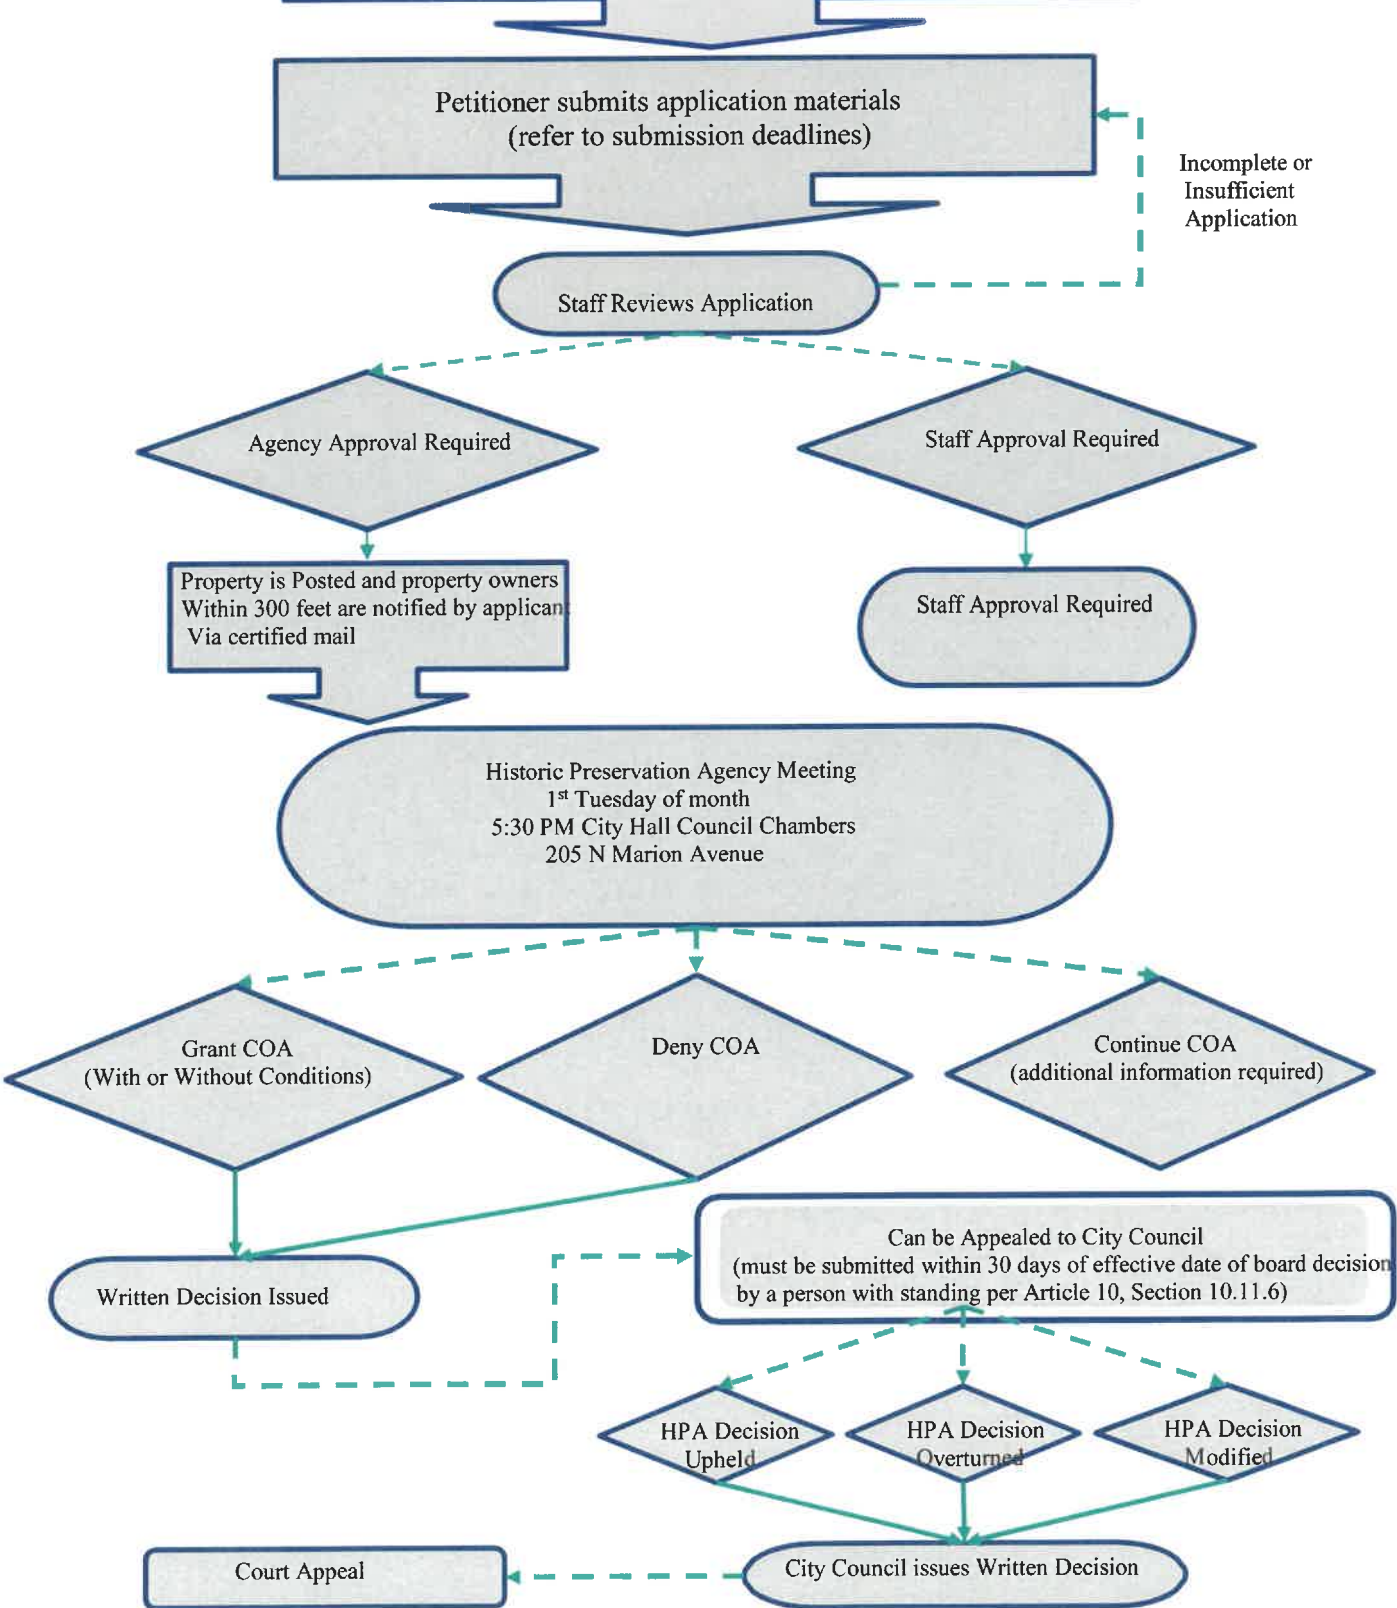 Petitioner submits application materials
(refer to submission deadlines)
Incomplete or
Insufficient
Application
Staff Reviews Application
Agency Approval Required
Staff Approval Required
Property is Posted and property owners
Within 300 feet are notified by applicant
Via certified mail
Staff Approval Required
Historic Preservation Agency Meeting
1st Tuesday of month
5:30 PM City Hall Council Chambers
205 N Marion Avenue
Grant COA
(With or Without Conditions)
Deny COA
Continue COA
(additional information required)
Written Decision Issued
Can be Appealed to City Council
(must be submitted within 30 days of effective date of board decision
by a person with standing per Article 10, Section 10.11.6)
HPA Decision
Upheld
HPA Decision
Overturned
HPA Decision
Modified
Court Appeal
City Council issues Written Decision